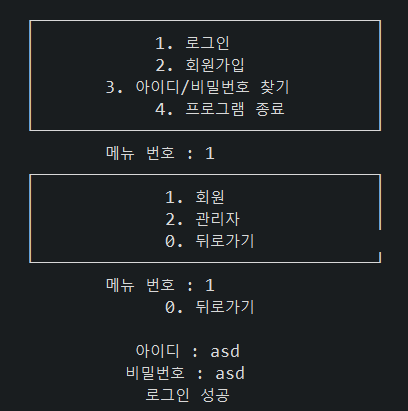 1. 로그인
2. 회원가입
3. 아이디/비밀번호 찾기
4. 프로그램 종료
메뉴 번호 : 1
1. 회원
2. 관리자
0. 뒤로가기
메뉴 번호 : 1
0. 뒤로가기
아이디 : asd
비밀번호 : asd
로그인 성공